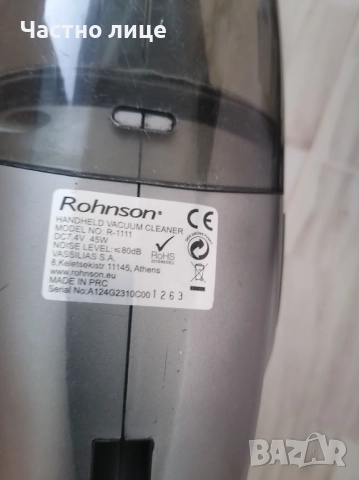 Частно лице
Rohnson®
HANDHELD VACUUM CLEANER
MODEL NO. R-1111
DC7.4V, 45W
NOISE LEVEL:≤80dB
VASSILIAS S.A.
8,Keletsekistr 11145, Athens
www.rohnson.eu
MADE IN PRC
Serial No:A124G2310C001263
CE
RoHS
BAZAR